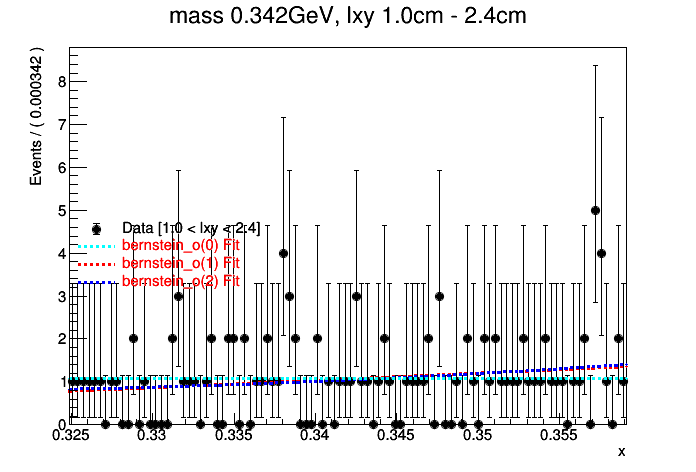 mass 0.342GeV, lxy 1.0cm - 2.4cm
Events / ( 0.000342 )
8
7
6
5
4
3
2
1
0
Data [1.0 < lxy < 2.4]
bernstein_o(0) Fit
bernstein_o(1) Fit
bernstein_o(2) Fit
0.325 0.33 0.335 0.34 0.345 0.35 0.355
x